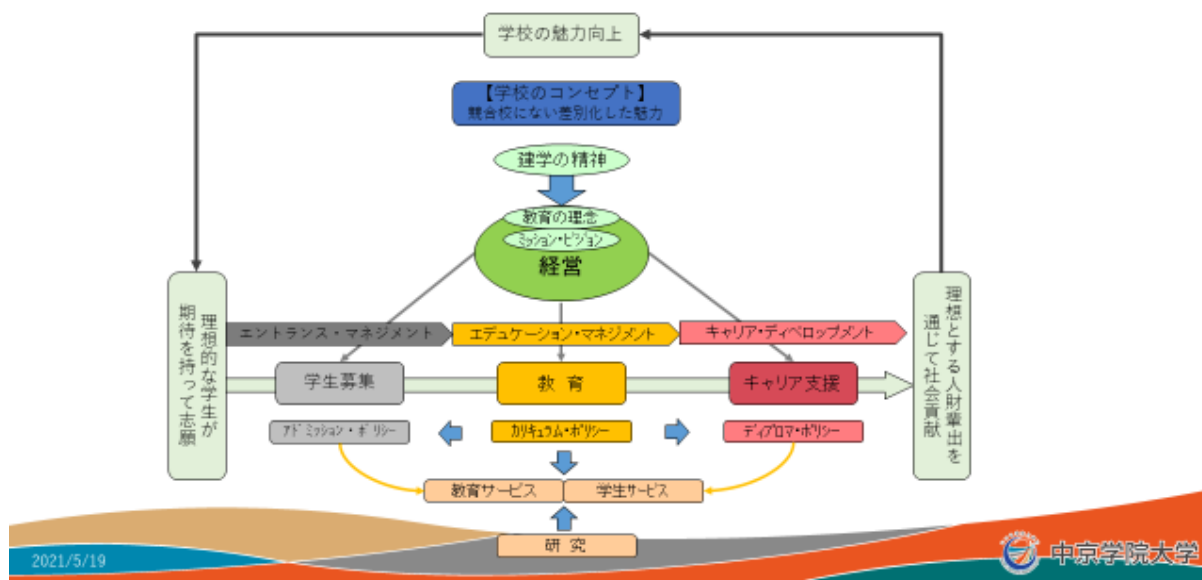 学校の魅力向上
【学校のコンセプト】
競合校にない差別化した魅力
建学の精神
教育の理念
ミッション・ビジョン
経営
理想的な学生が
期待を持って志願
エントランス・マネジメント
エデュケーション・マネジメント
キャリア・ディベロップメント
理想とする人財輩出を
通じて社会貢献
学生募集
教育
キャリア支援
アドミッション・ポリシー
カリキュラム・ポリシー
ディプロマ・ポリシー
教育サービス
学生サービス
研究
2021/5/19
中京学院大学